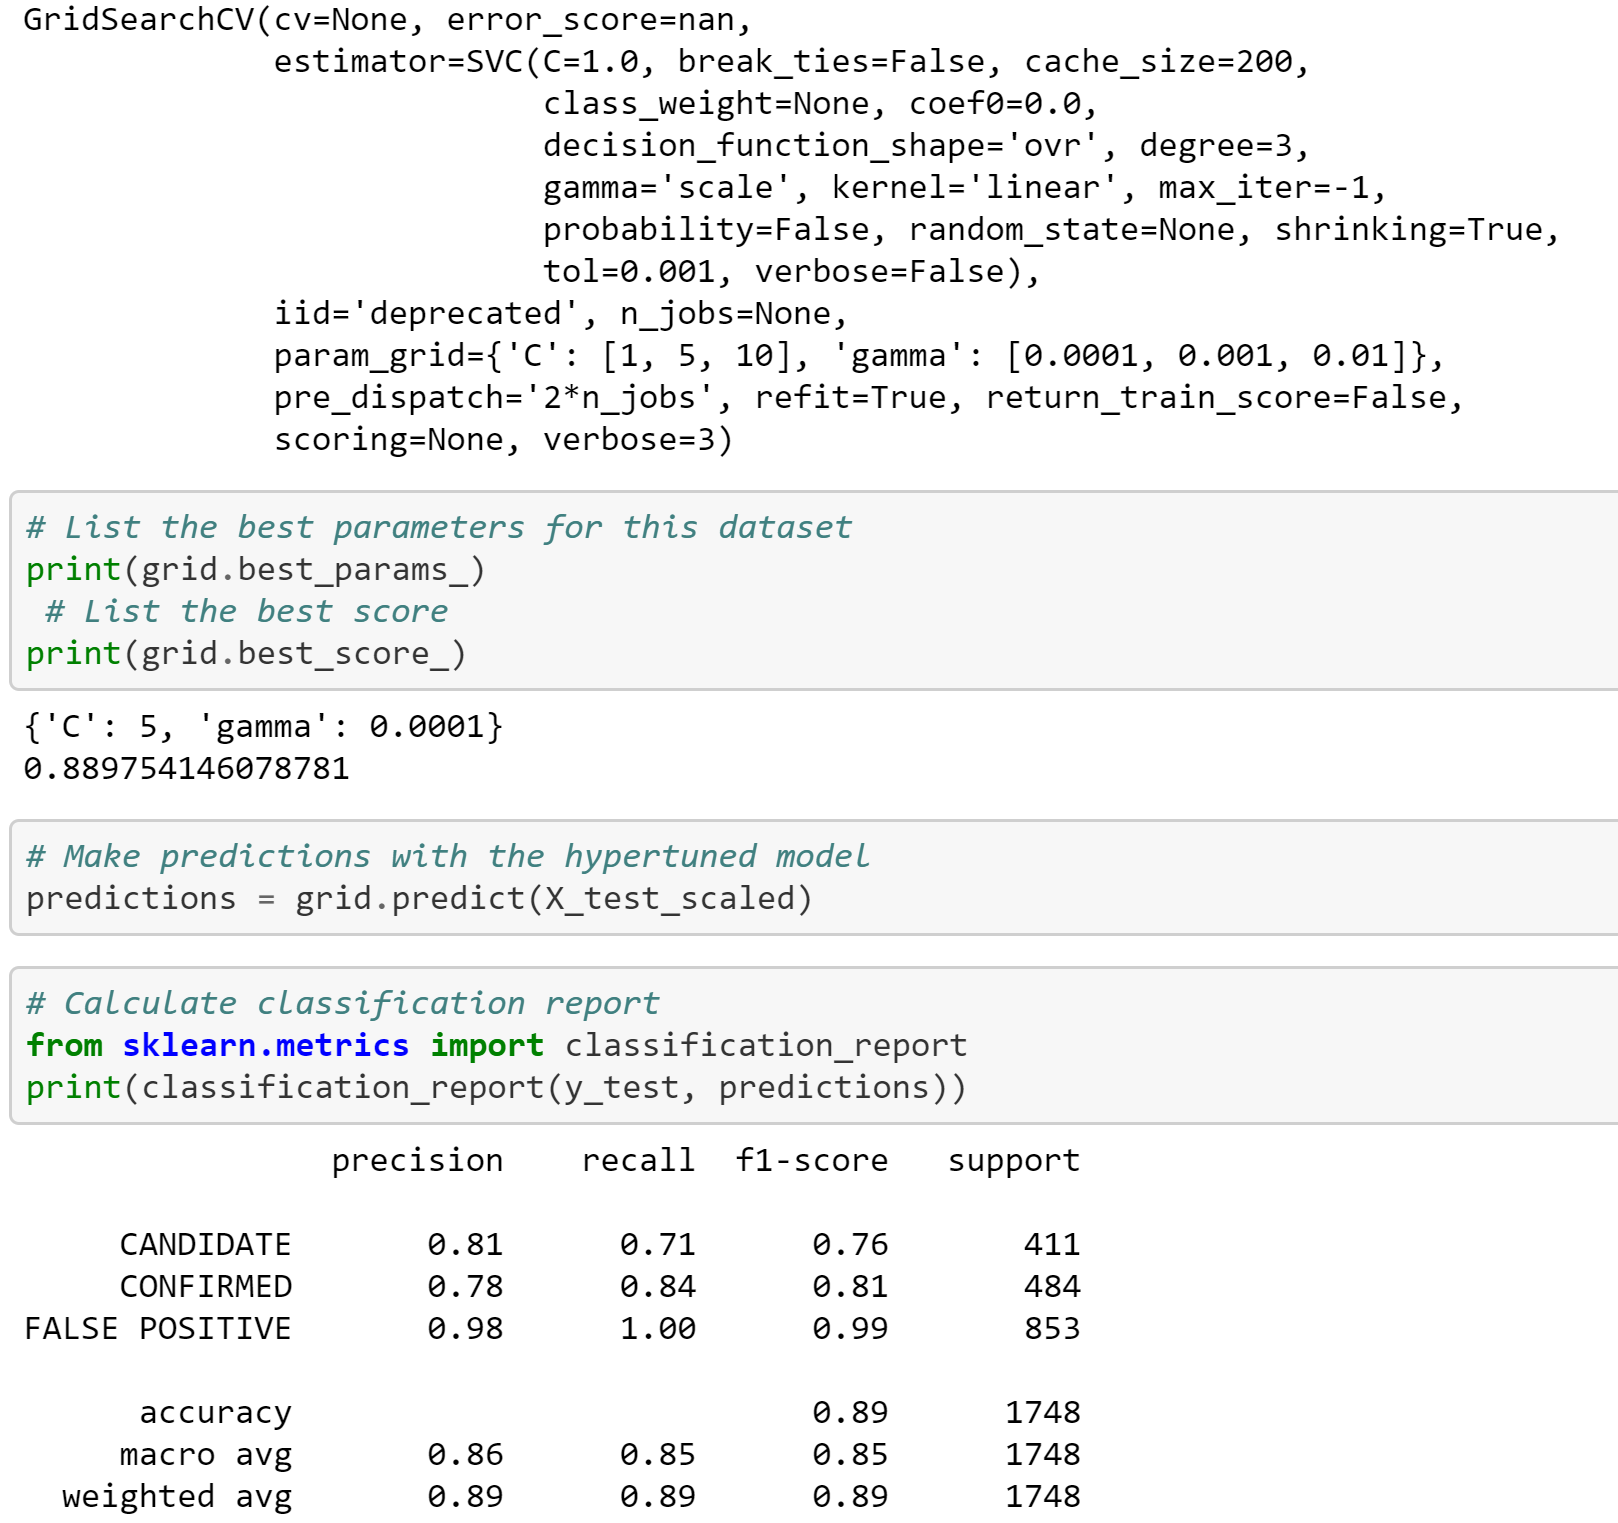 GridSearchCV(cv=None, error_score=nan,
             estimator=SVC(C=1.0, break_ties=False, cache_size=200,
                           class_weight=None, coef0=0.0,
                           decision_function_shape='ovr', degree=3,
                           gamma='scale', kernel='linear', max_iter=-1,
                           probability=False, random_state=None, shrinking=True,
                           tol=0.001, verbose=False),
             iid='deprecated', n_jobs=None,
             param_grid={'C': [1, 5, 10], 'gamma': [0.0001, 0.001, 0.01]},
             pre_dispatch='2*n_jobs', refit=True, return_train_score=False,
             scoring=None, verbose=3)
# List the best parameters for this dataset
print(grid.best_params_)
 # List the best score
print(grid.best_score_)
{'C': 5, 'gamma': 0.0001}
0.889754146078781
# Make predictions with the hypertuned model
predictions = grid.predict(X_test_scaled)
# Calculate classification report
from sklearn.metrics import classification_report
print(classification_report(y_test, predictions))
                precision    recall  f1-score   support
     CANDIDATE       0.81      0.71      0.76       411
     CONFIRMED       0.78      0.84      0.81       484
FALSE POSITIVE       0.98      1.00      0.99       853
      accuracy                           0.89      1748
     macro avg       0.86      0.85      0.85      1748
  weighted avg       0.89      0.89      0.89      1748